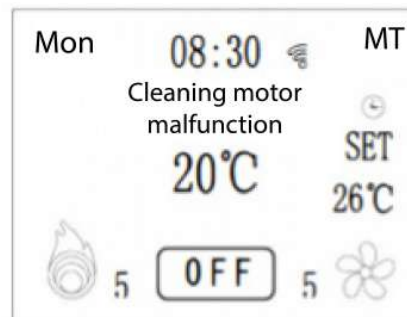 Mon 08:30 MT
Cleaning motor
malfunction
20℃
SET
26℃
5 OFF 5